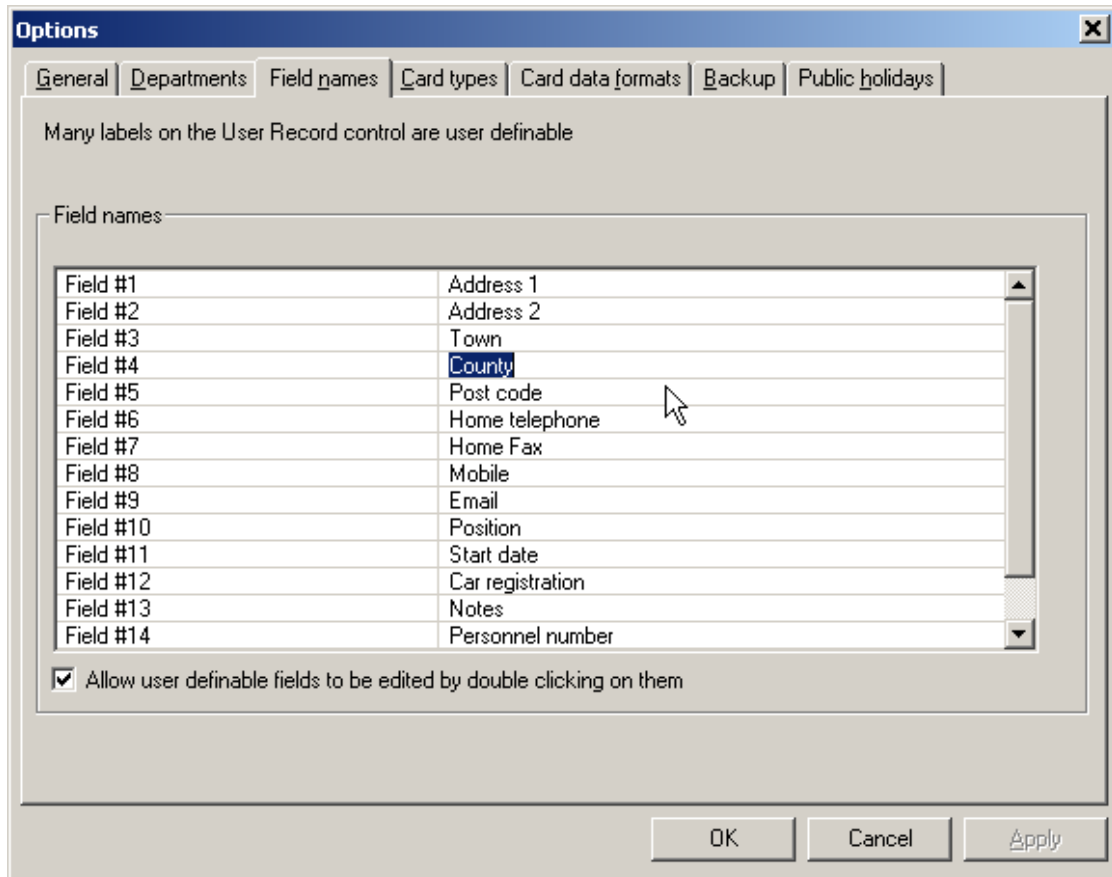 Options
General Departments Field names Card types Card data formats Backup Public holidays
Many labels on the User Record control are user definable
Field names
Field #1 Address 1
Field #2 Address 2
Field #3 Town
Field #4 County
Field #5 Post code
Field #6 Home telephone
Field #7 Home Fax
Field #8 Mobile
Field #9 Email
Field #10 Position
Field #11 Start date
Field #12 Car registration
Field #13 Notes
Field #14 Personnel number
Allow user definable fields to be edited by double clicking on them
OK Cancel Apply